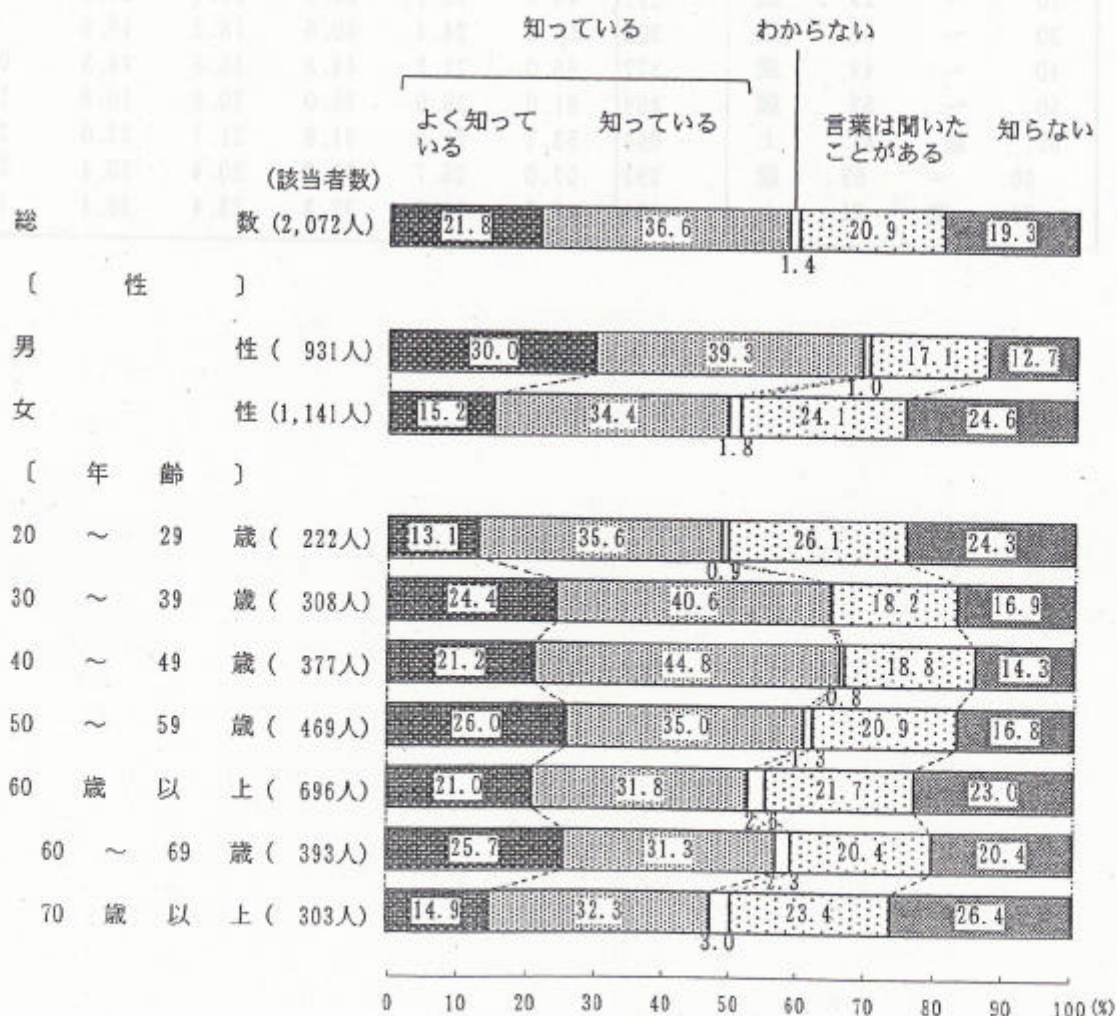 知っている わからない
よく知って 知っている 言葉は聞いた 知らない
いる ことがある
(該当者数)
総 数 (2,072人) 21.8 36.6 20.9 19.3
1.4
〔 性 〕
男 性 ( 931人) 30.0 39.3 17.1 12.7
1.0
女 性 (1,141人) 15.2 34.4 24.1 24.6
1.8
〔 年 齢 〕
20 ～ 29 歳 ( 222人) 13.1 35.6 26.1 24.3
0.9
30 ～ 39 歳 ( 308人) 24.4 40.6 18.2 16.9
40 ～ 49 歳 ( 377人) 21.2 44.8 18.8 14.3
0.8
50 ～ 59 歳 ( 469人) 26.0 35.0 20.9 16.8
1.3
60 歳 以 上 ( 696人) 21.0 31.8 21.7 23.0
2.6
60 ～ 69 歳 ( 393人) 25.7 31.3 20.4 20.4
2.3
70 歳 以 上 ( 303人) 14.9 32.3 23.4 26.4
3.0
0 10 20 30 40 50 60 70 80 90 100 (%)